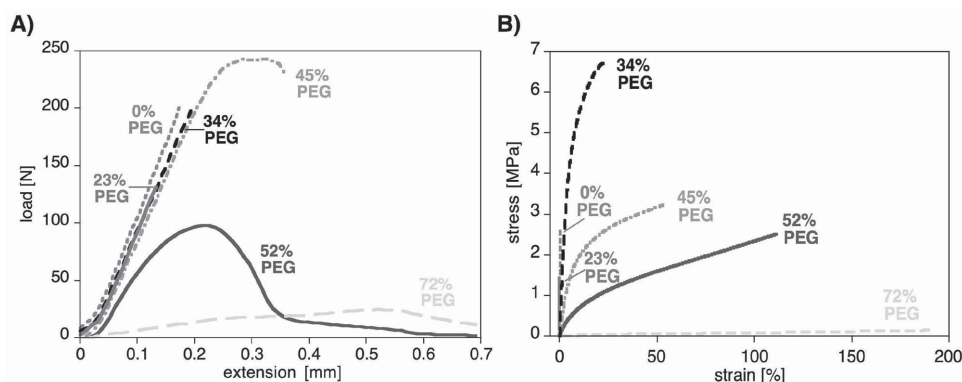 A)
250
200
150
100
50
0
load [N]
0
0.1
0.2
0.3
0.4
0.5
0.6
0.7
extension [mm]
0%
PEG
23%
PEG
34%
PEG
45%
PEG
52%
PEG
72%
PEG
B)
7
6
5
4
3
2
1
0
stress [MPa]
0
50
100
150
200
strain [%]
34%
PEG
0%
PEG
45%
PEG
23%
PEG
52%
PEG
72%
PEG